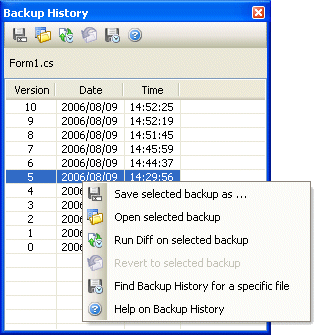 Backup History
Form1.cs
Version Date Time
10 2006/08/09 14:52:25
9 2006/08/09 14:52:19
8 2006/08/09 14:51:45
7 2006/08/09 14:45:59
6 2006/08/09 14:44:37
5 2006/08/09 14:29:56
4
3
2
1
0
Save selected backup as ...
Open selected backup
Run Diff on selected backup
Revert to selected backup
Find Backup History for a specific file
Help on Backup History